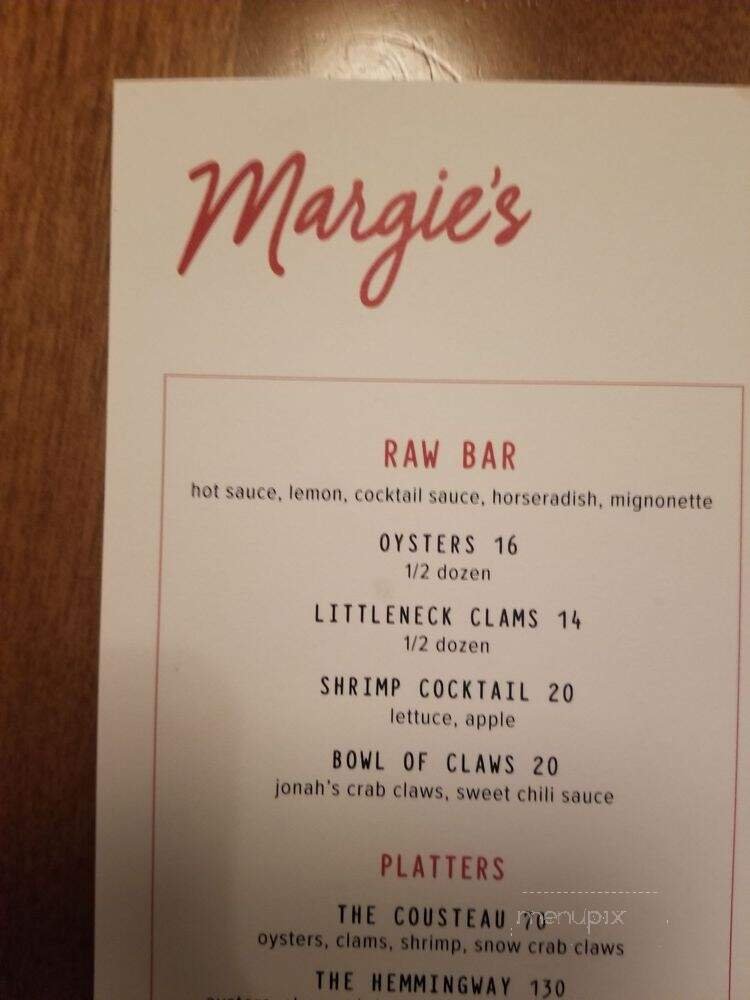 Margie's
RAW BAR
hot sauce, lemon, cocktail sauce, horseradish, mignonette
OYSTERS 16
1/2 dozen
LITTLENECK CLAMS 14
1/2 dozen
SHRIMP COCKTAIL 20
lettuce, apple
BOWL OF CLAWS 20
jonah's crab claws, sweet chili sauce
PLATTERS
THE COUSTEAU 70
menupix
oysters, clams, shrimp, snow crab claws
THE HEMMINGWAY 130